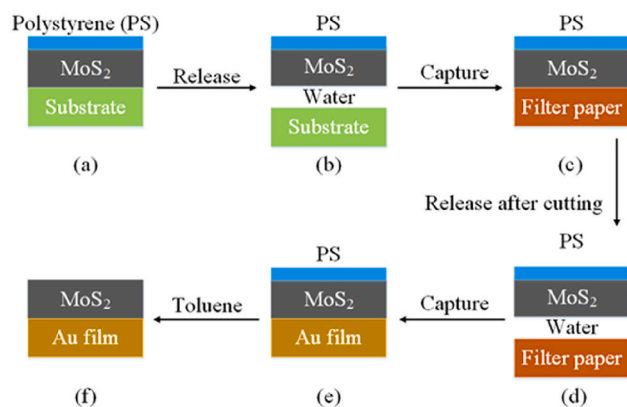 Polystyrene (PS)
MoS₂
Substrate
(a)
Release
PS
MoS₂
Water
Substrate
(b)
Capture
PS
MoS₂
Filter paper
(c)
Release after cutting
PS
MoS₂
Water
Filter paper
(d)
Capture
PS
MoS₂
Au film
(e)
Toluene
MoS₂
Au film
(f)